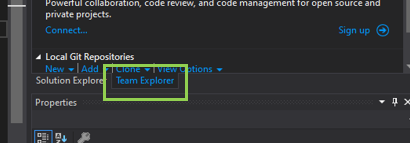 Powerful collaboration, code review, and code management for open source and
private projects.
Connect... Sign up
Local Git Repositories
New Add Clone View Options
Solution Explorer Team Explorer
Properties